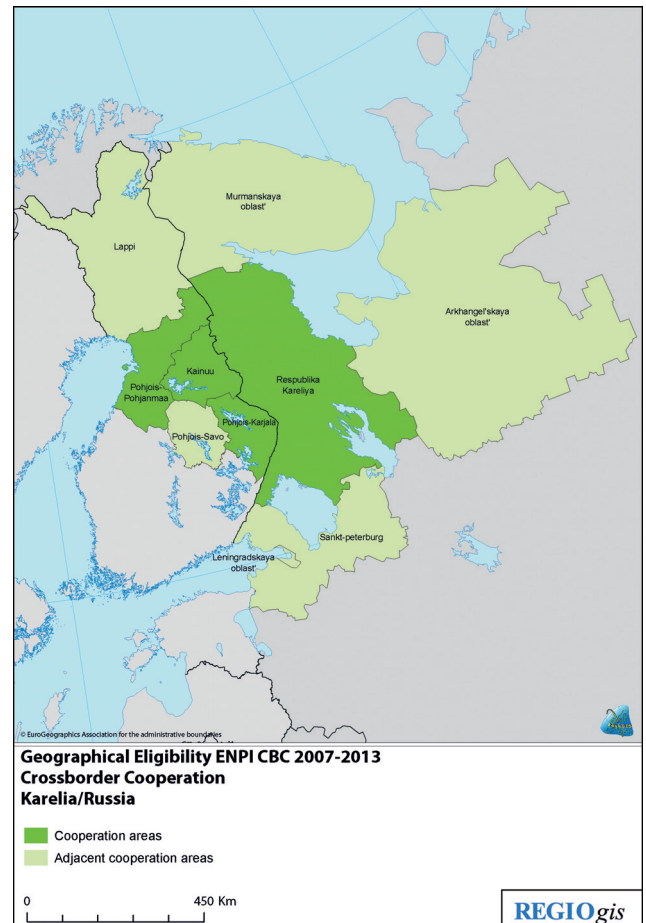 Murmanskaya
oblast'
Lappi
Arkhangel'skaya
oblast'
Kainuu
Respublika
Kareliya
Pohjois-
Pohjanmaa
Pohjois-Karjala
Pohjois-Savo
Sankt-peterburg
Leningradskaya
oblast'
© EuroGeographics Association for the administrative boundaries
Geographical Eligibility ENPI CBC 2007-2013
Crossborder Cooperation
Karelia/Russia
Cooperation areas
Adjacent cooperation areas
0 450 Km
REGIOgis